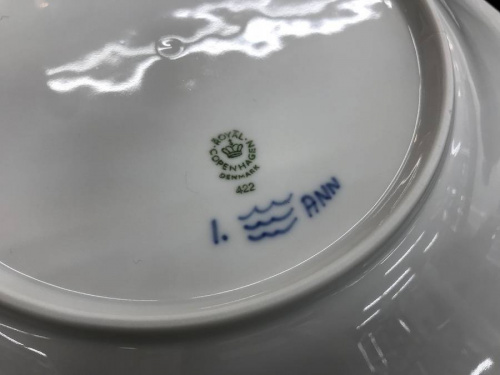 ROYAL
COPENHAGEN
DENMARK
422
1. ANN